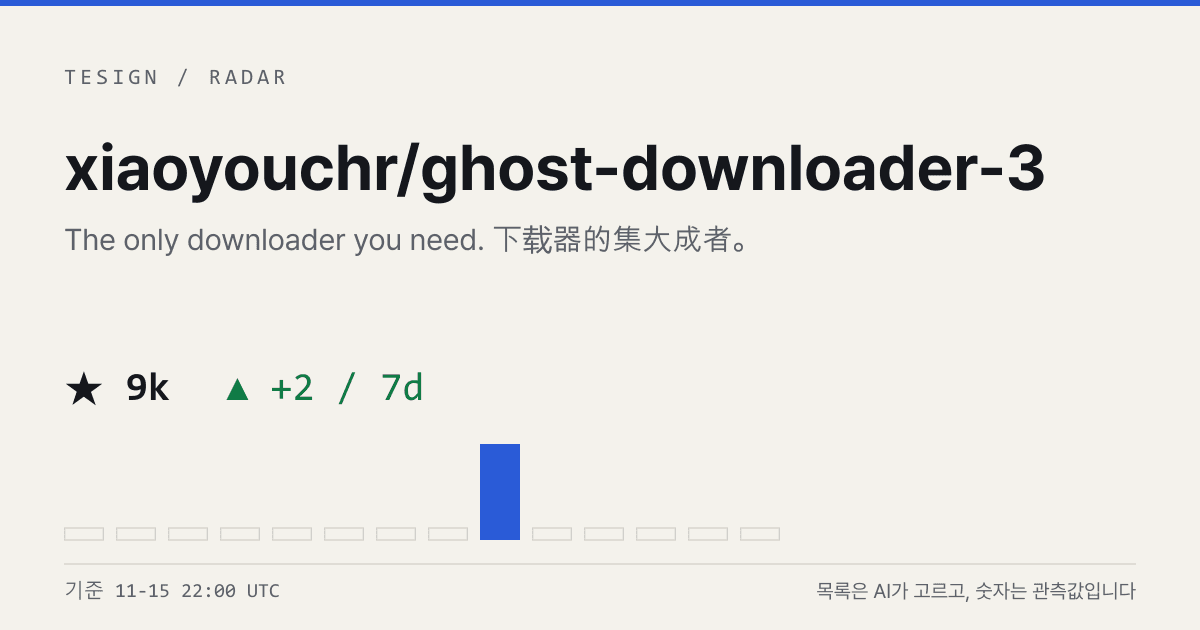 TESIGN / RADAR
xiaoyouchr/ghost-downloader-3
The only downloader you need. 下载器的集大成者。
★ 9k ▲ +2 / 7d
기준 11-15 22:00 UTC
목록은 AI가 고르고, 숫자는 관측값입니다